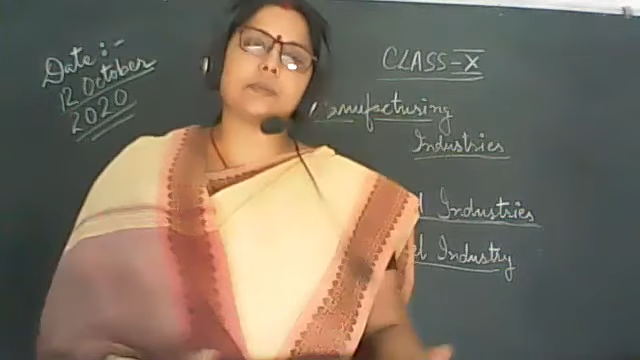 Date :-
12 October
2020
CLASS-X
Manufacturing
Industries
Industries
Industry